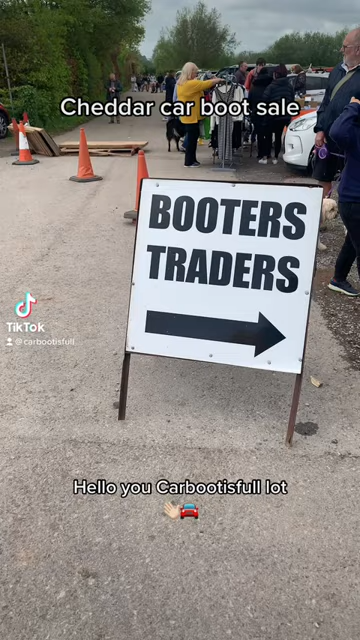 Cheddar car boot sale
BOOTERS
TRADERS
TikTok
@carbootisfull
Hello you Carbootisfull lot
👋🏻🚘